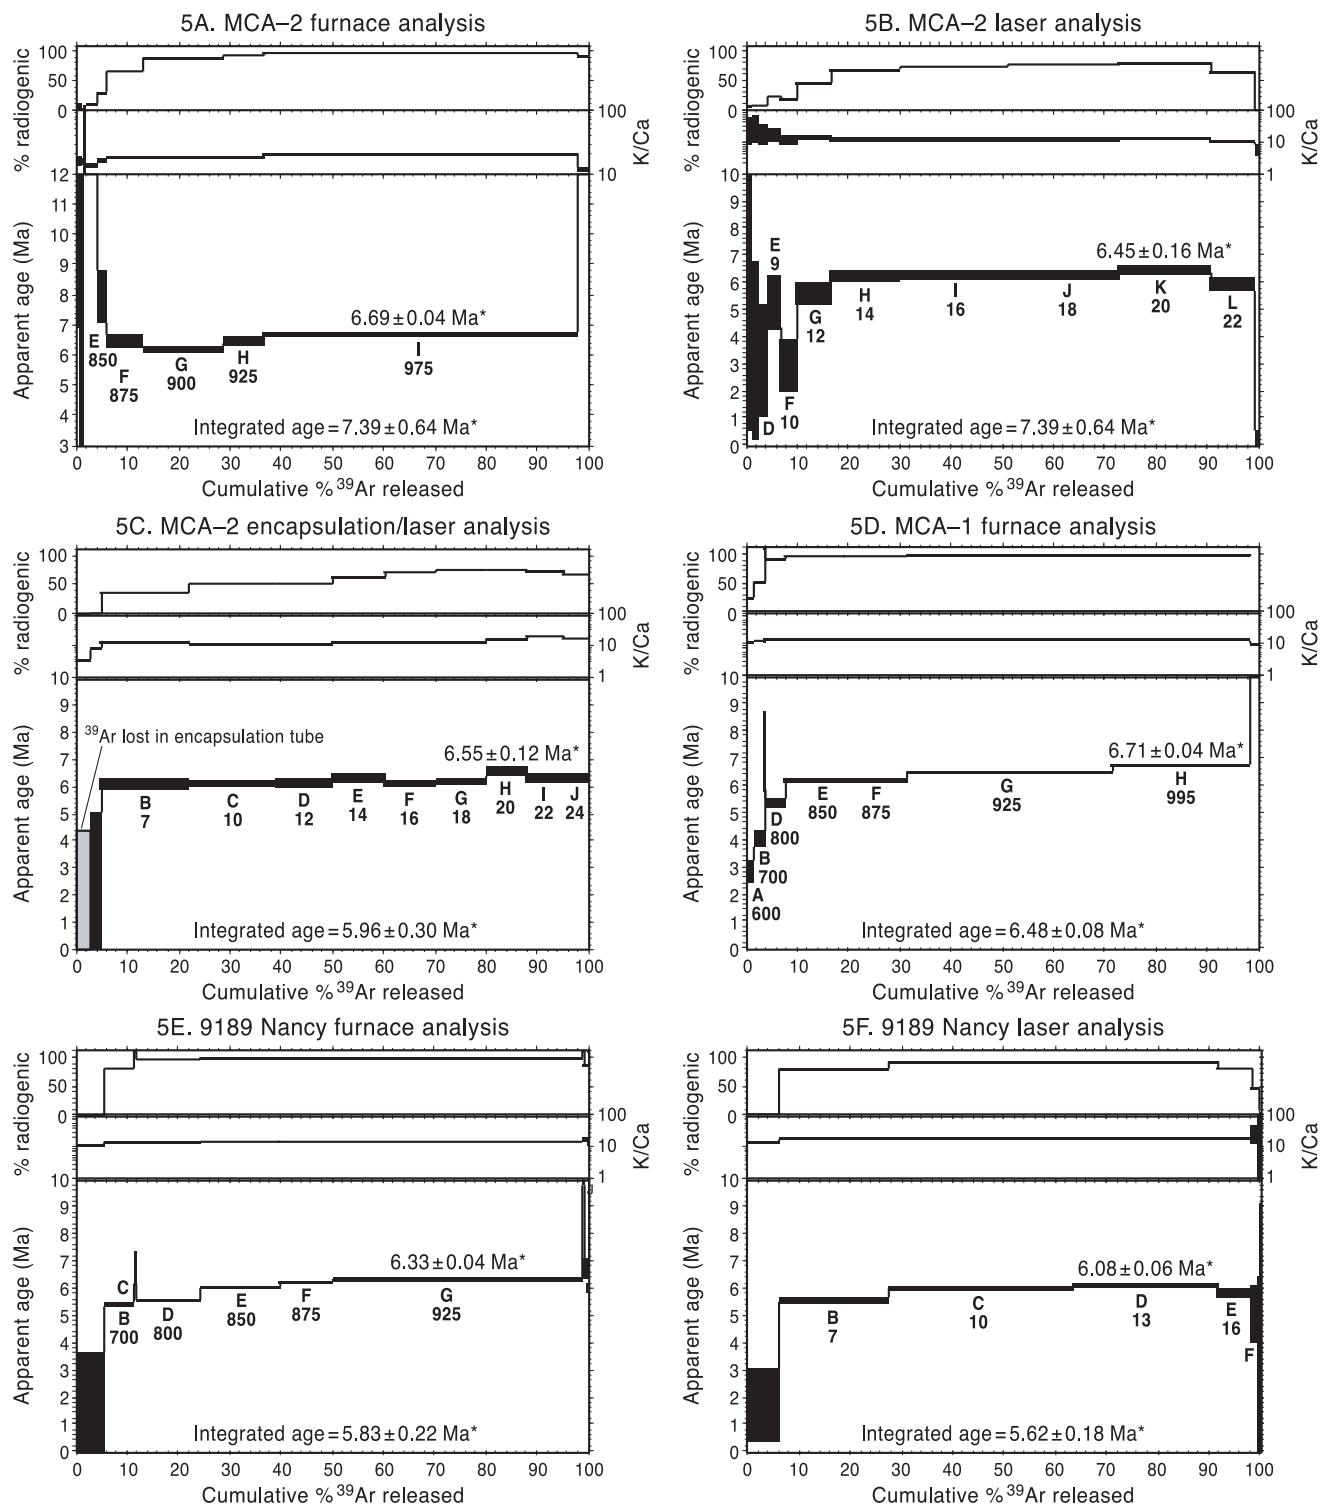 5A. MCA–2 furnace analysis
% radiogenic
100
50
0
100
K/Ca
10
Apparent age (Ma)
12
11
10
9
8
7
6
5
4
3
E
850
F
875
G
900
H
925
6.69±0.04 Ma*
I
975
Integrated age=7.39±0.64 Ma*
0 10 20 30 40 50 60 70 80 90 100
Cumulative % ³⁹Ar released
5B. MCA–2 laser analysis
% radiogenic
100
50
0
100
10
1
K/Ca
Apparent age (Ma)
10
9
8
7
6
5
4
3
2
1
0
D
E
9
F
10
G
12
H
14
I
16
J
18
6.45±0.16 Ma*
K
20
L
22
Integrated age=7.39±0.64 Ma*
0 10 20 30 40 50 60 70 80 90 100
Cumulative % ³⁹Ar released
5C. MCA–2 encapsulation/laser analysis
% radiogenic
100
50
0
100
10
1
K/Ca
Apparent age (Ma)
10
9
8
7
6
5
4
3
2
1
0
³⁹Ar lost in encapsulation tube
6.55±0.12 Ma*
B
7
C
10
D
12
E
14
F
16
G
18
H
20
I
22
J
24
Integrated age=5.96±0.30 Ma*
0 10 20 30 40 50 60 70 80 90 100
Cumulative % ³⁹Ar released
5D. MCA–1 furnace analysis
% radiogenic
100
50
0
100
10
1
K/Ca
Apparent age (Ma)
10
9
8
7
6
5
4
3
2
1
0
A
600
B
700
D
800
E
850
F
875
G
925
6.71±0.04 Ma*
H
995
Integrated age=6.48±0.08 Ma*
0 10 20 30 40 50 60 70 80 90 100
Cumulative % ³⁹Ar released
5E. 9189 Nancy furnace analysis
% radiogenic
100
50
0
100
10
1
K/Ca
Apparent age (Ma)
10
9
8
7
6
5
4
3
2
1
0
C
B
700
D
800
E
850
F
875
6.33±0.04 Ma*
G
925
I
J
Integrated age=5.83±0.22 Ma*
0 10 20 30 40 50 60 70 80 90 100
Cumulative % ³⁹Ar released
5F. 9189 Nancy laser analysis
% radiogenic
100
50
0
100
10
1
K/Ca
Apparent age (Ma)
10
9
8
7
6
5
4
3
2
1
0
B
7
C
10
6.08±0.06 Ma*
D
13
E
16
F
Integrated age=5.62±0.18 Ma*
0 10 20 30 40 50 60 70 80 90 100
Cumulative % ³⁹Ar released